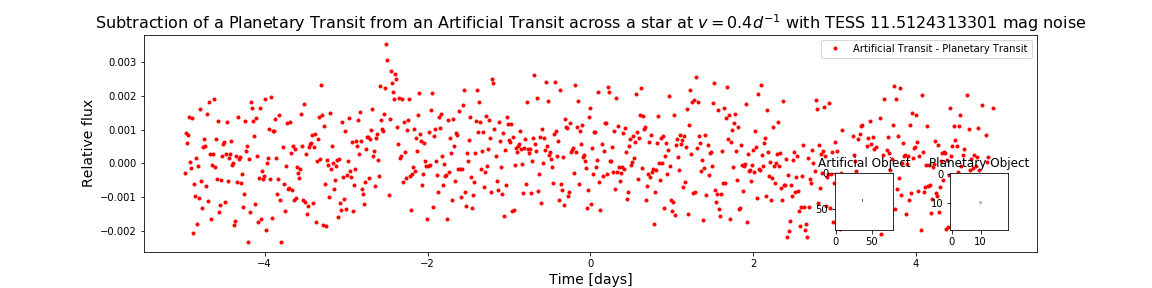 Subtraction of a Planetary Transit from an Artificial Transit across a star at v = 0.4d⁻¹ with TESS 11.5124313301 mag noise
Artificial Transit - Planetary Transit
Relative flux
0.003
0.002
0.001
0.000
−0.001
−0.002
Artificial Object
0
50
0 50
Planetary Object
0
10
0 10
−4 −2 0 2 4
Time [days]